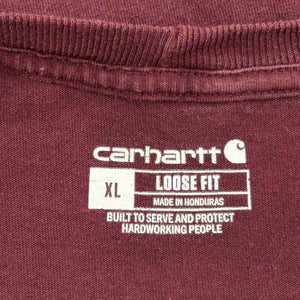 carhartt
XL LOOSE FIT
MADE IN HONDURAS
BUILT TO SERVE AND PROTECT
HARDWORKING PEOPLE